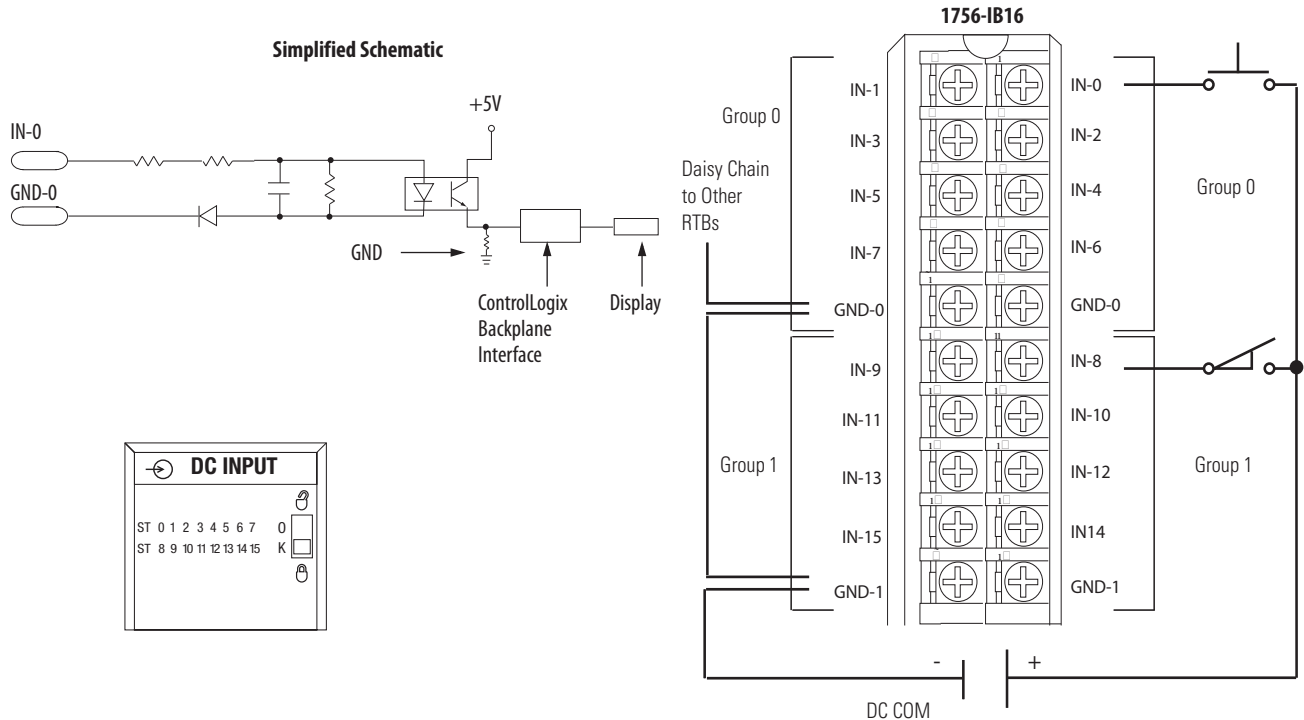 1756-IB16
Simplified Schematic
+5V
IN-0
GND-0
GND
ControlLogix
Backplane
Interface
Display
Group 0
Daisy Chain
to Other
RTBs
Group 1
IN-1
IN-3
IN-5
IN-7
GND-0
IN-9
IN-11
IN-13
IN-15
GND-1
IN-0
IN-2
IN-4
IN-6
GND-0
IN-8
IN-10
IN-12
IN14
GND-1
Group 0
Group 1
DC INPUT
ST 0 1 2 3 4 5 6 7 O
ST 8 9 10 11 12 13 14 15 K
- +
DC COM